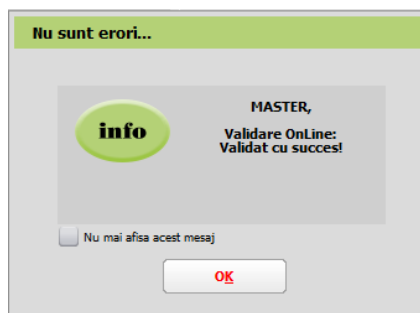 Nu sunt erori...
info
MASTER,
Validare OnLine:
Validat cu succes!
Nu mai afisa acest mesaj
OK